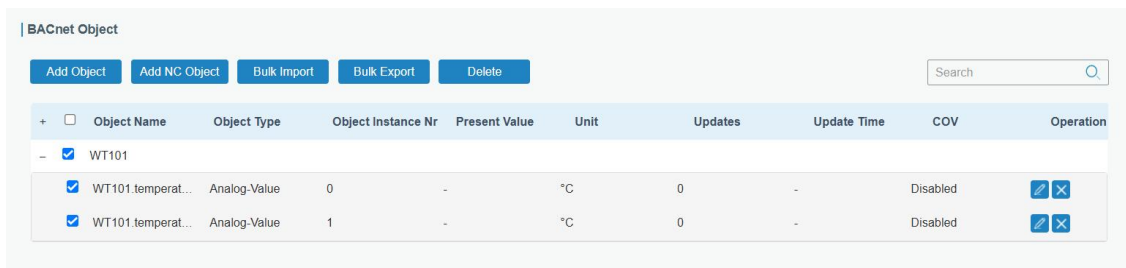 BACnet Object
Add Object Add NC Object Bulk Import Bulk Export Delete Search
+ Object Name Object Type Object Instance Nr Present Value Unit Updates Update Time COV Operation
– WT101
WT101.temperat... Analog-Value 0 - °C 0 - Disabled
WT101.temperat... Analog-Value 1 - °C 0 - Disabled